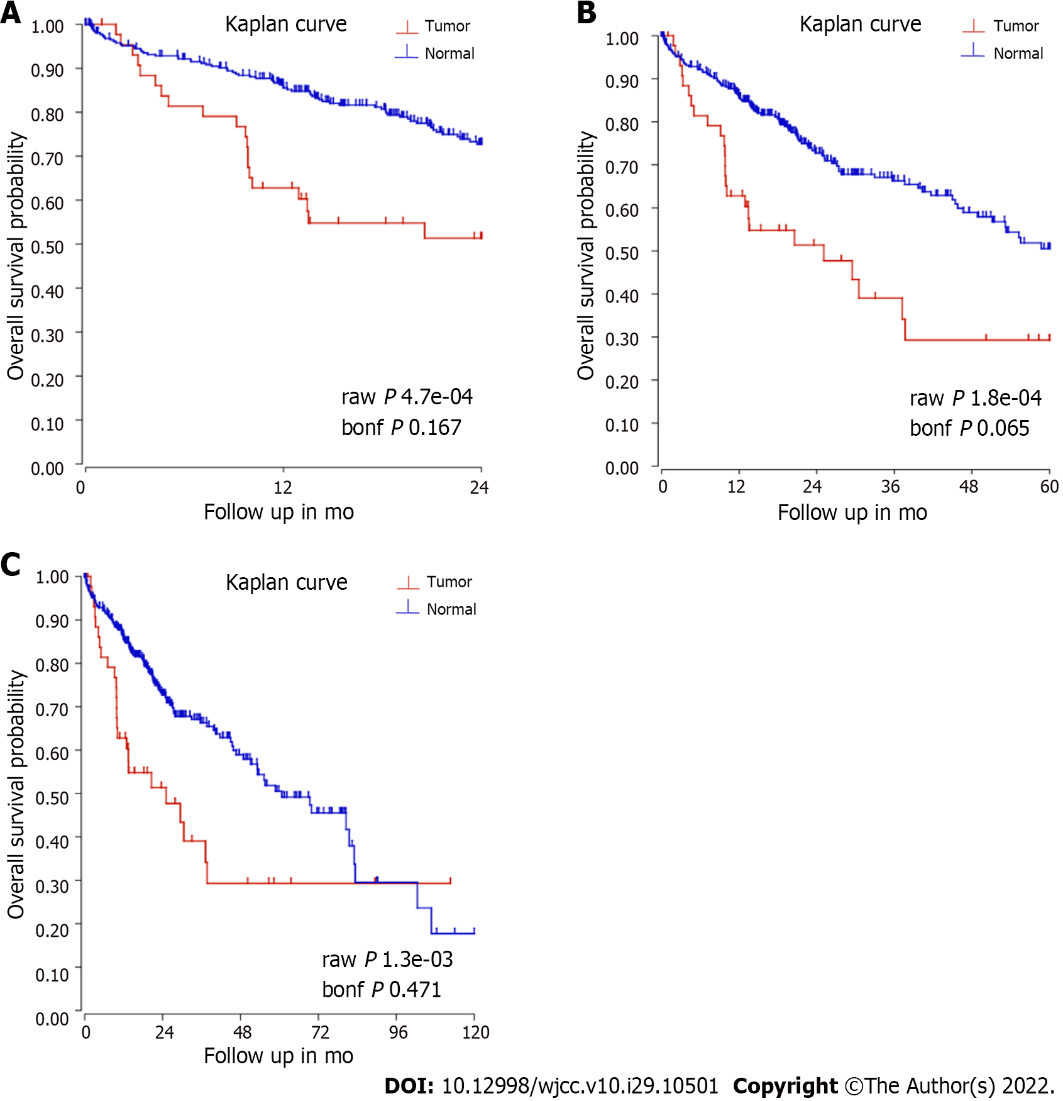 A
Kaplan curve
Tumor
Normal
Overall survival probability
1.00
0.90
0.80
0.70
0.60
0.50
0.40
0.30
0.20
0.10
0.00
raw P 4.7e-04
bonf P 0.167
0 12 24
Follow up in mo
B
Kaplan curve
Tumor
Normal
Overall survival probability
1.00
0.90
0.80
0.70
0.60
0.50
0.40
0.30
0.20
0.10
0.00
raw P 1.8e-04
bonf P 0.065
0 12 24 36 48 60
Follow up in mo
C
Kaplan curve
Tumor
Normal
Overall survival probability
1.00
0.90
0.80
0.70
0.60
0.50
0.40
0.30
0.20
0.10
0.00
raw P 1.3e-03
bonf P 0.471
0 24 48 72 96 120
Follow up in mo
DOI: 10.12998/wjcc.v10.i29.10501 Copyright ©The Author(s) 2022.